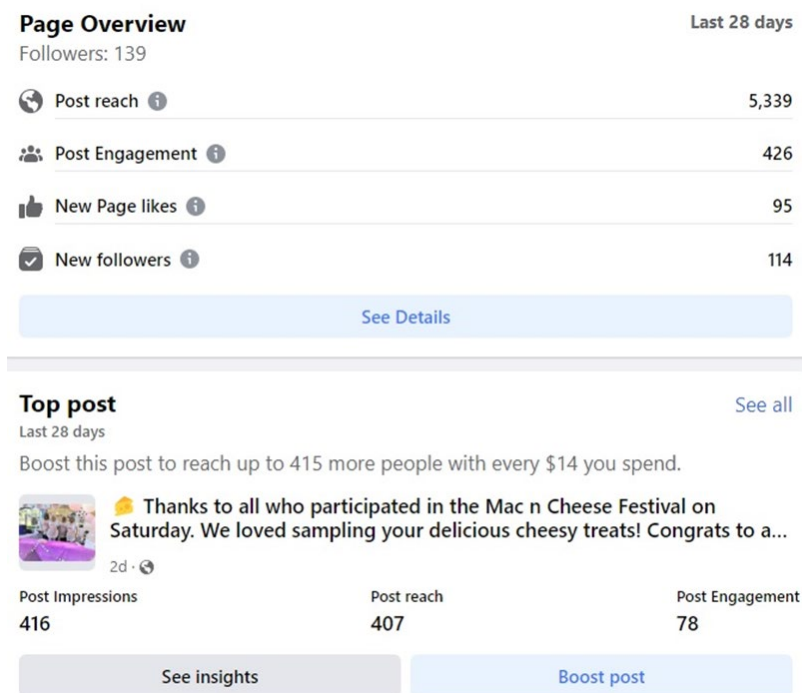 Page Overview
Last 28 days
Followers: 139
Post reach
5,339
Post Engagement
426
New Page likes
95
New followers
114
See Details
Top post
See all
Last 28 days
Boost this post to reach up to 415 more people with every $14 you spend.
🧀 Thanks to all who participated in the Mac n Cheese Festival on
Saturday. We loved sampling your delicious cheesy treats! Congrats to a...
2d ·
Post Impressions
Post reach
Post Engagement
416
407
78
See insights
Boost post